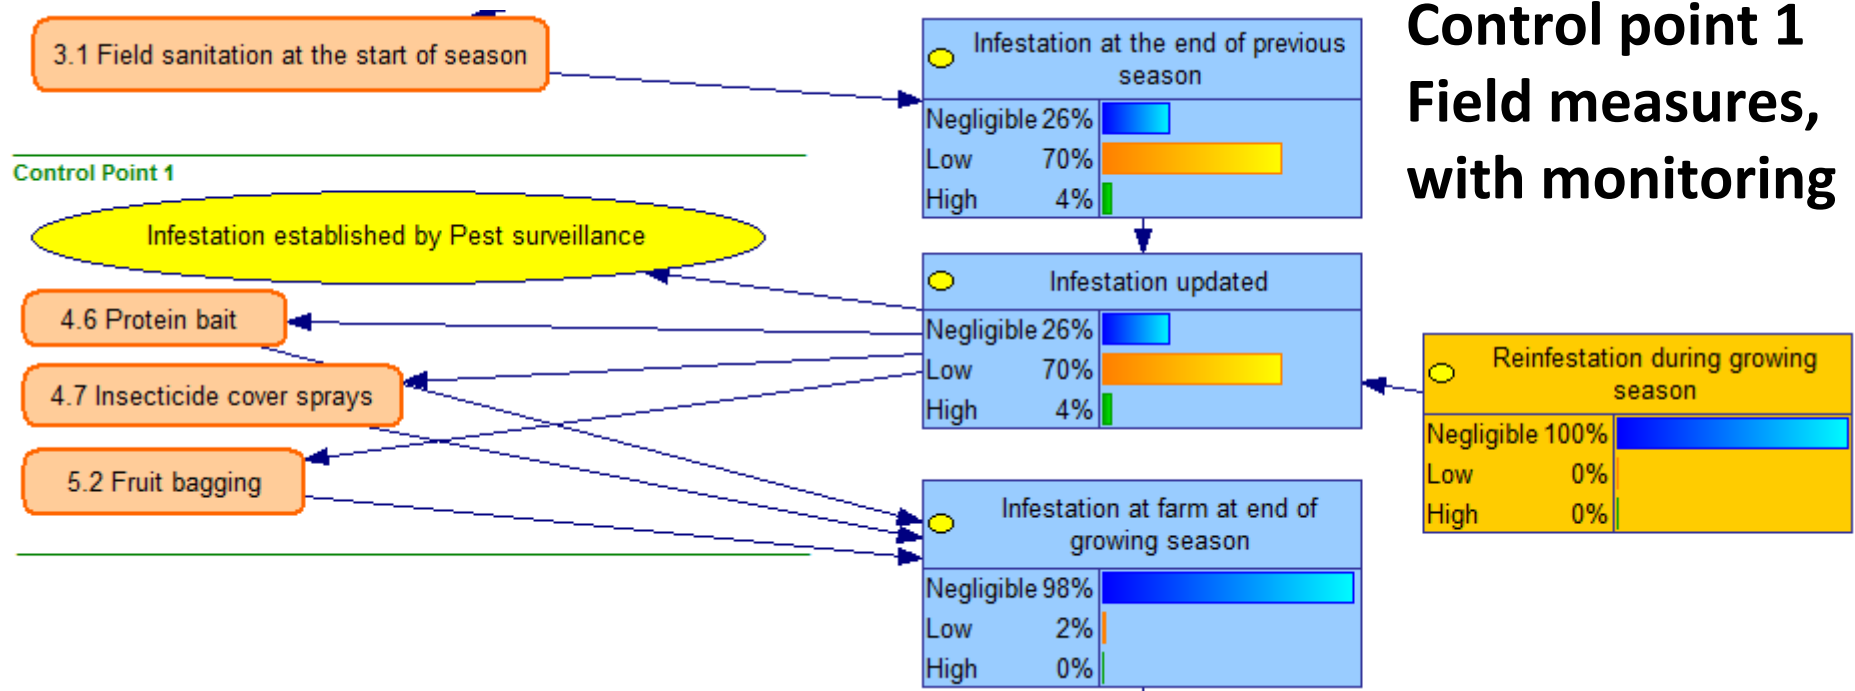 3.1 Field sanitation at the start of season
Infestation at the end of previous
season
Negligible 26%
Low 70%
High 4%
Control point 1
Field measures,
with monitoring
Control Point 1
Infestation established by Pest surveillance
4.6 Protein bait
4.7 Insecticide cover sprays
5.2 Fruit bagging
Infestation updated
Negligible 26%
Low 70%
High 4%
Reinfestation during growing
season
Negligible 100%
Low 0%
High 0%
Infestation at farm at end of
growing season
Negligible 98%
Low 2%
High 0%